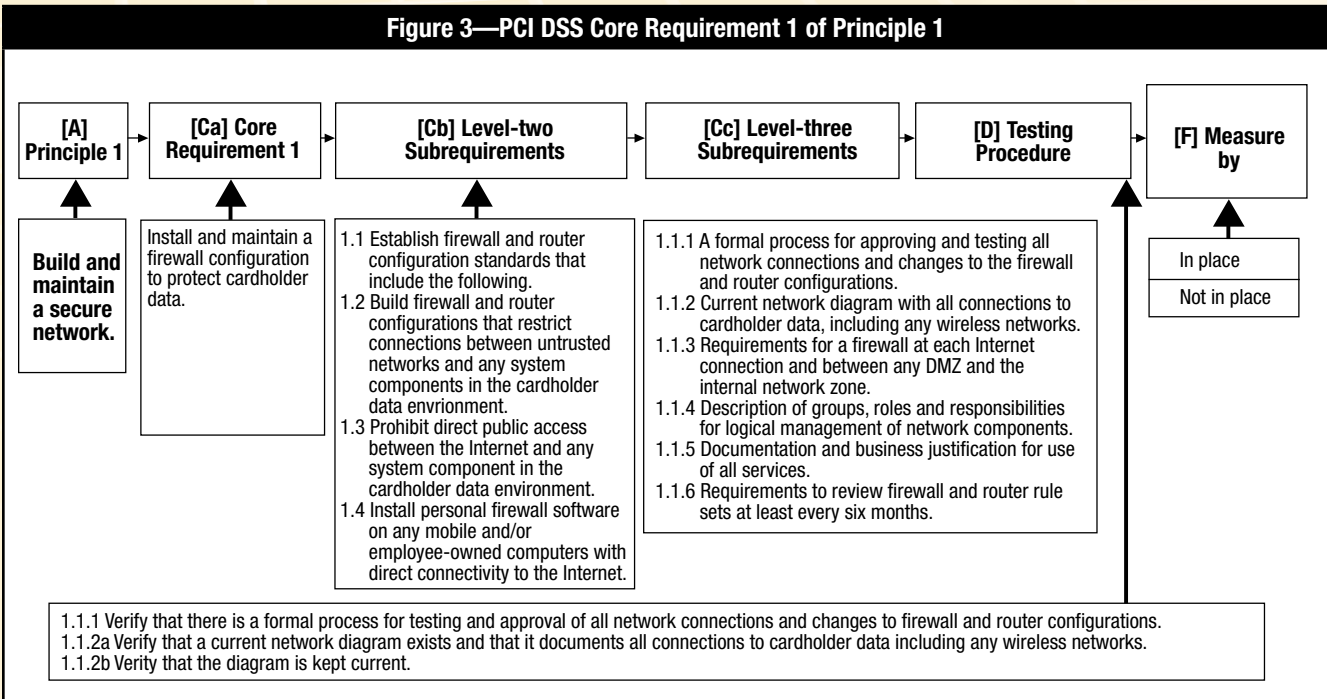 Figure 3—PCI DSS Core Requirement 1 of Principle 1
[A]
Principle 1
[Ca] Core
Requirement 1
[Cb] Level-two
Subrequirements
[Cc] Level-three
Subrequirements
[D] Testing
Procedure
[F] Measure
by
Build and
maintain
a secure
network.
Install and maintain a
firewall configuration
to protect cardholder
data.
1.1 Establish firewall and router
configuration standards that
include the following.
1.2 Build firewall and router
configurations that restrict
connections between untrusted
networks and any system
components in the cardholder
data envrionment.
1.3 Prohibit direct public access
between the Internet and any
system component in the
cardholder data environment.
1.4 Install personal firewall software
on any mobile and/or
employee-owned computers with
direct connectivity to the Internet.
1.1.1 A formal process for approving and testing all
network connections and changes to the firewall
and router configurations.
1.1.2 Current network diagram with all connections to
cardholder data, including any wireless networks.
1.1.3 Requirements for a firewall at each Internet
connection and between any DMZ and the
internal network zone.
1.1.4 Description of groups, roles and responsibilities
for logical management of network components.
1.1.5 Documentation and business justification for use
of all services.
1.1.6 Requirements to review firewall and router rule
sets at least every six months.
In place
Not in place
1.1.1 Verify that there is a formal process for testing and approval of all network connections and changes to firewall and router configurations.
1.1.2a Verify that a current network diagram exists and that it documents all connections to cardholder data including any wireless networks.
1.1.2b Verity that the diagram is kept current.